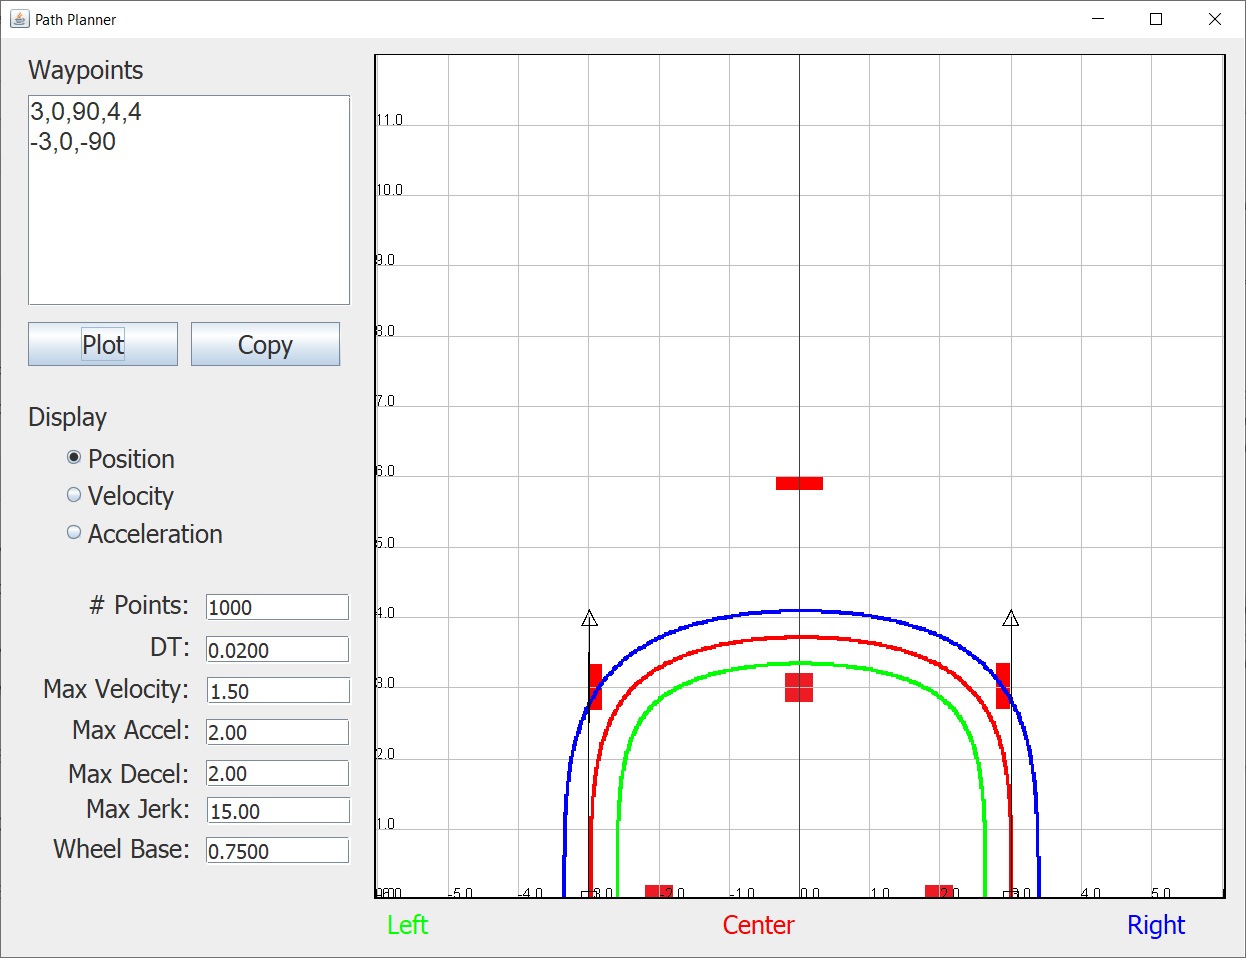 Path Planner
Waypoints
3,0,90,4,4
-3,0,-90
Plot
Copy
Display
Position
Velocity
Acceleration
# Points: 1000
DT: 0.0200
Max Velocity: 1.50
Max Accel: 2.00
Max Decel: 2.00
Max Jerk: 15.00
Wheel Base: 0.7500
11.0
10.0
9.0
8.0
7.0
6.0
5.0
4.0
3.0
2.0
1.0
-5.0 -4.0 -3.0 -2.0 -1.0 0.0 1.0 2.0 3.0 4.0 5.0
Left Center Right